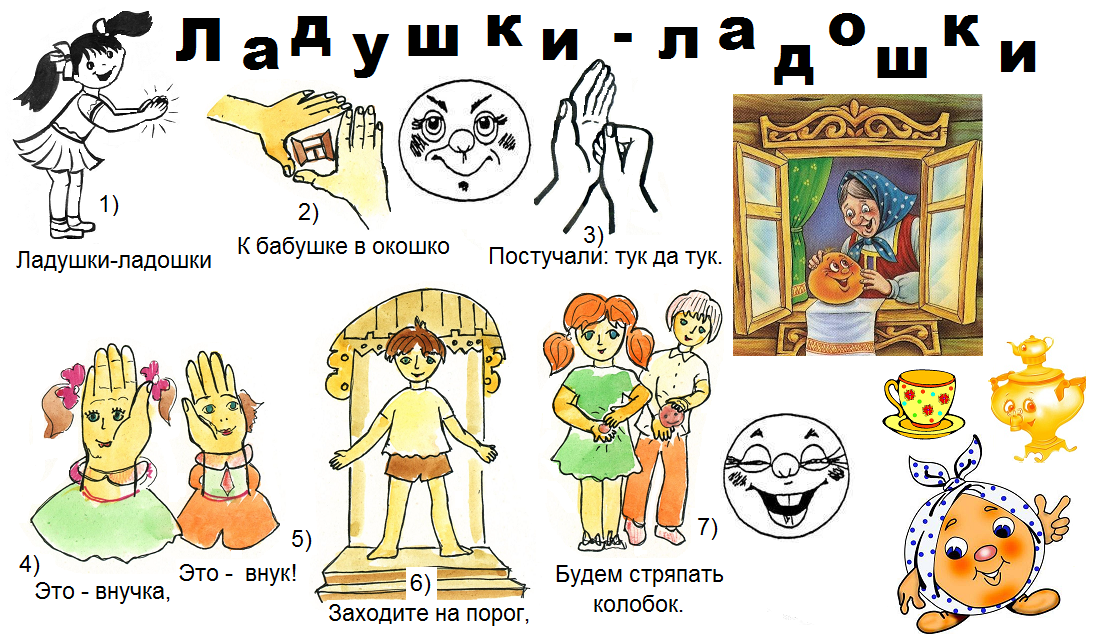 Ладушки-ладошки
1)
Ладушки-ладошки
2)
К бабушке в окошко
3)
Постучали: тук да тук.
4)
Это - внучка,
5)
Это - внук!
6)
Заходите на порог,
7)
Будем стряпать
колобок.